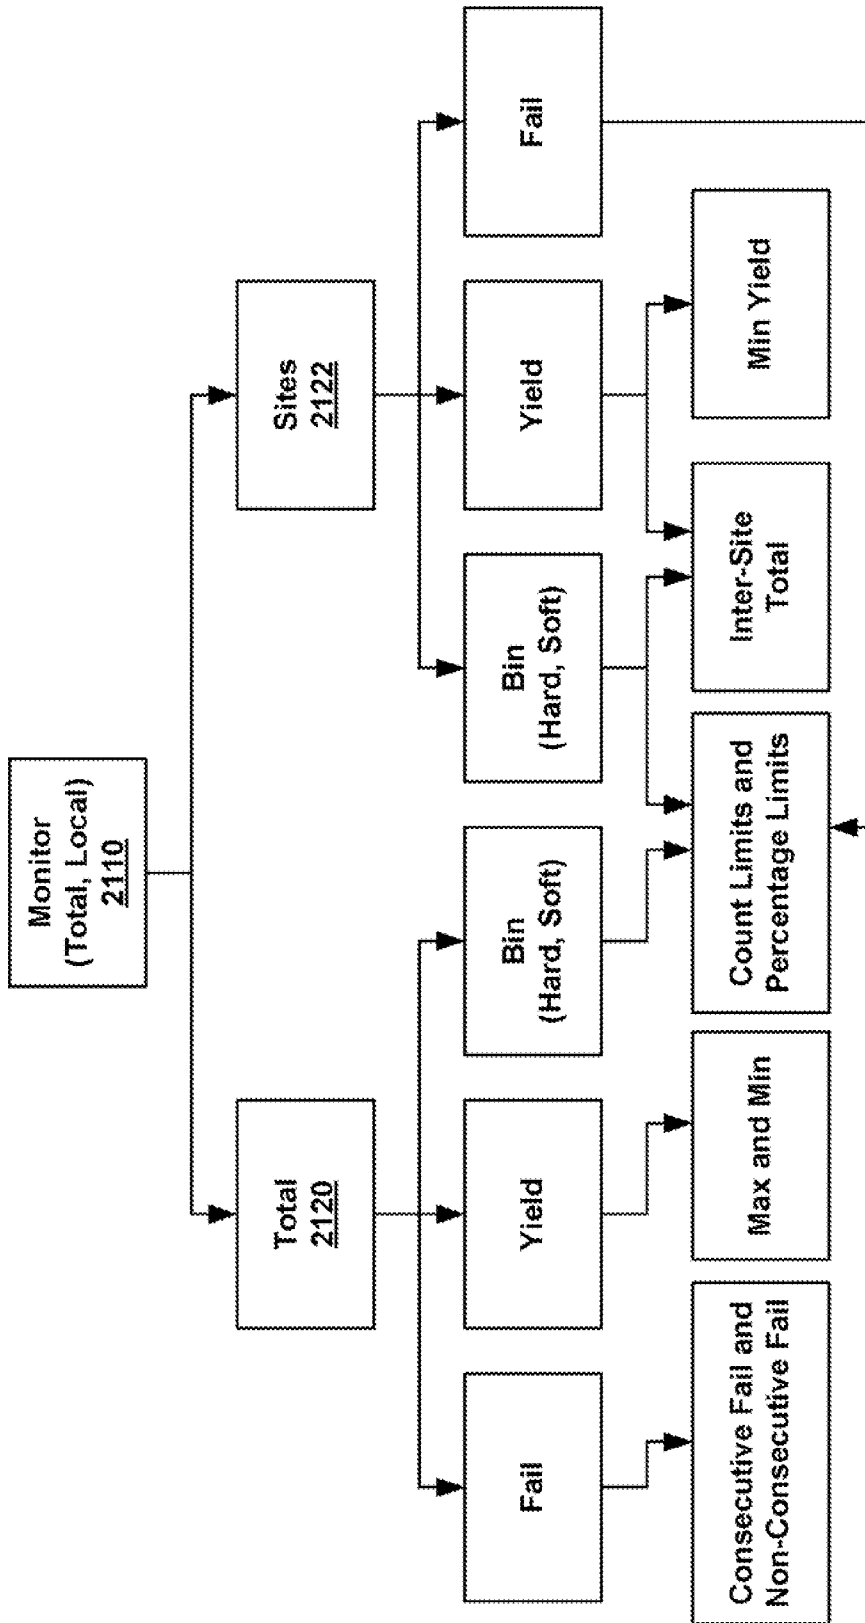 Monitor
(Total, Local)
2110
Total
2120
Sites
2122
Fail
Yield
Bin
(Hard, Soft)
Bin
(Hard, Soft)
Yield
Fail
Consecutive Fail and
Non-Consecutive Fail
Max and Min
Count Limits and
Percentage Limits
Inter-Site
Total
Min Yield